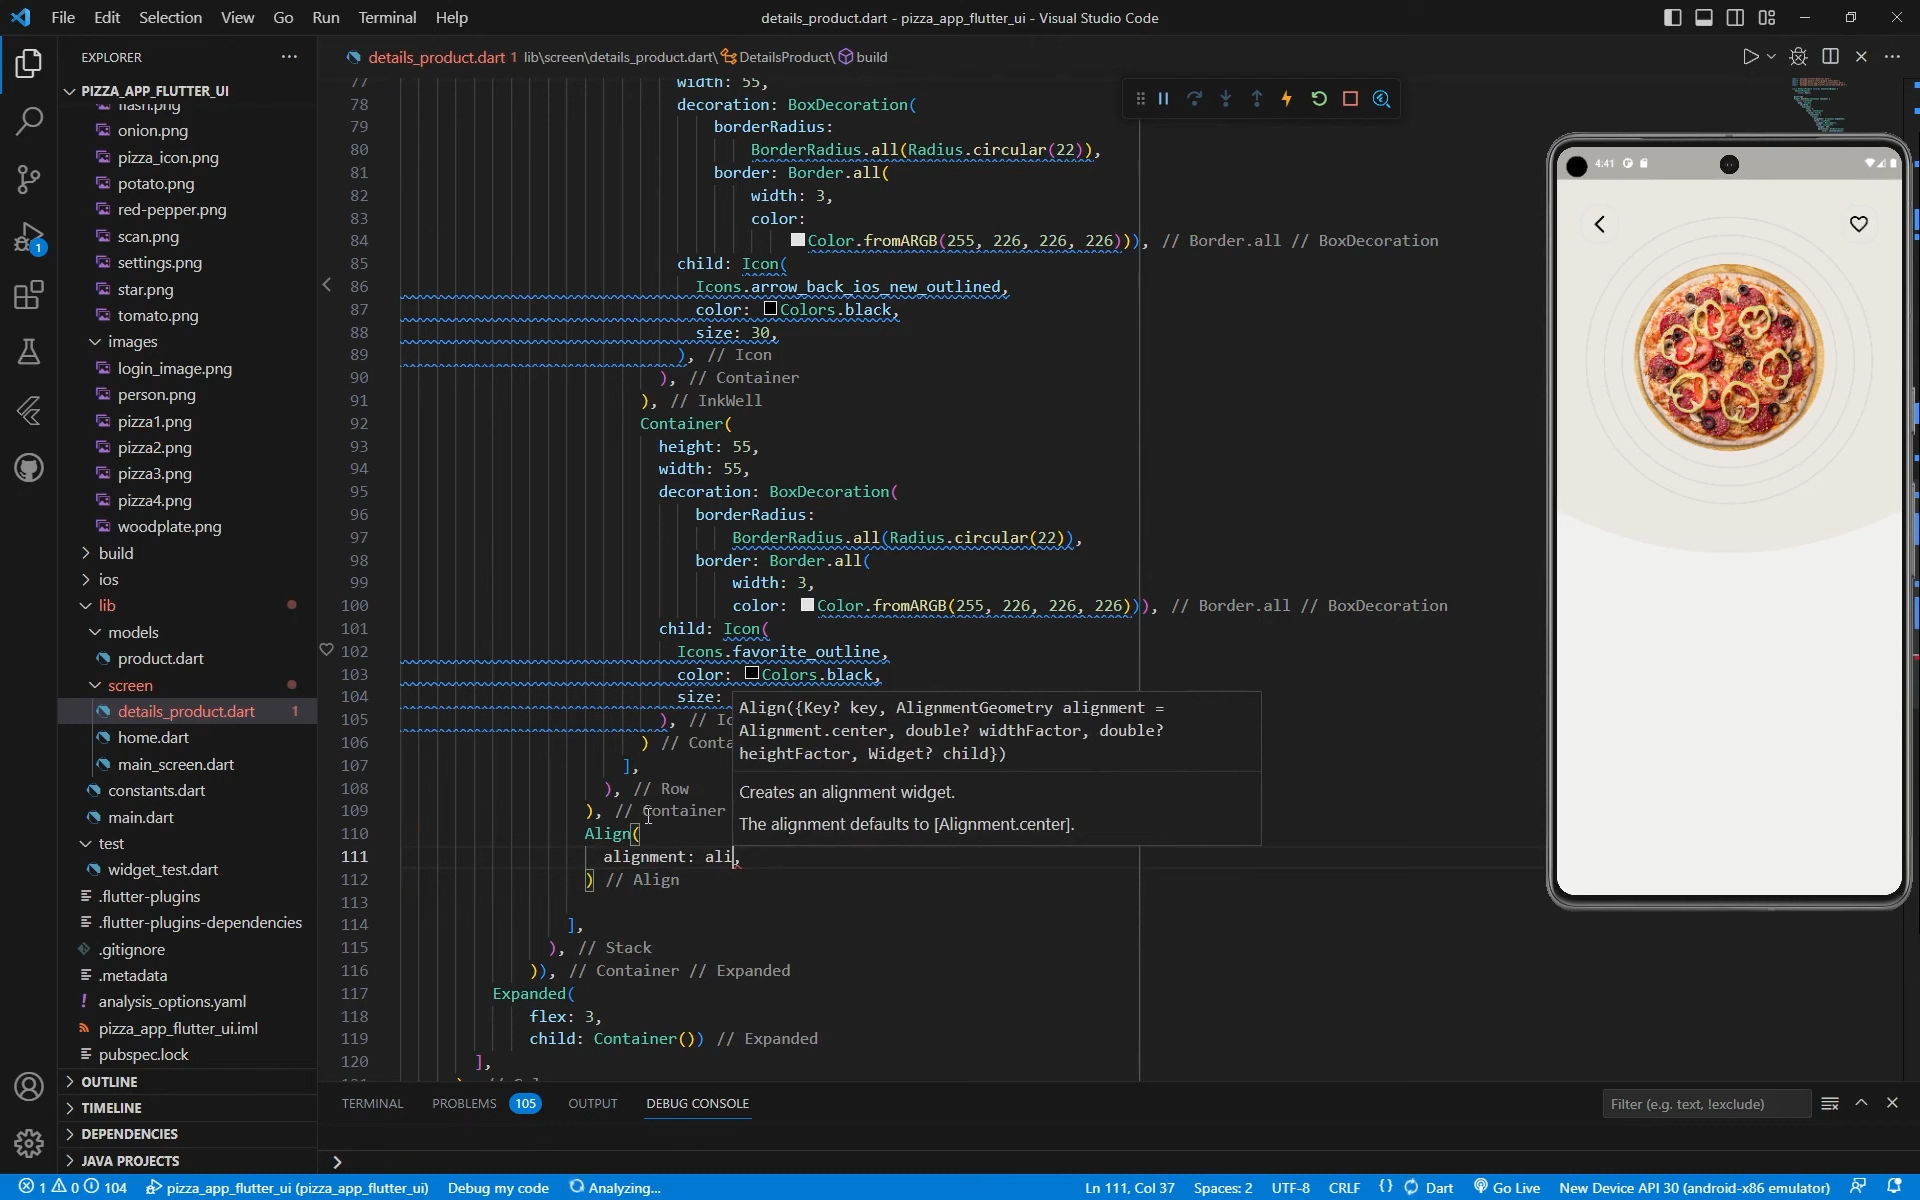 File Edit Selection View Go Run Terminal Help
details_product.dart - pizza_app_flutter_ui - Visual Studio Code
EXPLORER
PIZZA_APP_FLUTTER_UI
flash.png
onion.png
pizza_icon.png
potato.png
red-pepper.png
scan.png
settings.png
star.png
tomato.png
images
login_image.png
person.png
pizza1.png
pizza2.png
pizza3.png
pizza4.png
woodplate.png
build
ios
lib
models
product.dart
screen
details_product.dart 1
home.dart
main_screen.dart
constants.dart
main.dart
test
widget_test.dart
.flutter-plugins
.flutter-plugins-dependencies
.gitignore
.metadata
analysis_options.yaml
pizza_app_flutter_ui.iml
pubspec.lock
OUTLINE
TIMELINE
DEPENDENCIES
JAVA PROJECTS
1
details_product.dart 1 lib\screen\details_product.dart\ DetailsProduct\ build
77 width: 55,
78 decoration: BoxDecoration(
79 borderRadius:
80 BorderRadius.all(Radius.circular(22)),
81 border: Border.all(
82 width: 3,
83 color:
84 Color.fromARGB(255, 226, 226, 226))), // Border.all // BoxDecoration
85 child: Icon(
86 Icons.arrow_back_ios_new_outlined,
87 color: Colors.black,
88 size: 30,
89 ), // Icon
90 ), // Container
91 ), // InkWell
92 Container(
93 height: 55,
94 width: 55,
95 decoration: BoxDecoration(
96 borderRadius:
97 BorderRadius.all(Radius.circular(22)),
98 border: Border.all(
99 width: 3,
100 color: Color.fromARGB(255, 226, 226, 226))), // Border.all // BoxDecoration
101 child: Icon(
102 Icons.favorite_outline,
103 color: Colors.black,
104 size:
105 ), // Ic
106 ) // Conta
107 ],
108 ), // Row
109 ), // Container
110 Align(
111 alignment: ali,
112 ) // Align
113
114 ],
115 ), // Stack
116 )), // Container // Expanded
117 Expanded(
118 flex: 3,
119 child: Container()) // Expanded
120 ],
Align({Key? key, AlignmentGeometry alignment =
Alignment.center, double? widthFactor, double?
heightFactor, Widget? child})
Creates an alignment widget.
The alignment defaults to [Alignment.center].
4:41
TERMINAL PROBLEMS 105 OUTPUT DEBUG CONSOLE
Filter (e.g. text, !exclude)
1 0 104 pizza_app_flutter_ui (pizza_app_flutter_ui) Debug my code Analyzing... Ln 111, Col 37 Spaces: 2 UTF-8 CRLF {} Dart Go Live New Device API 30 (android-x86 emulator)